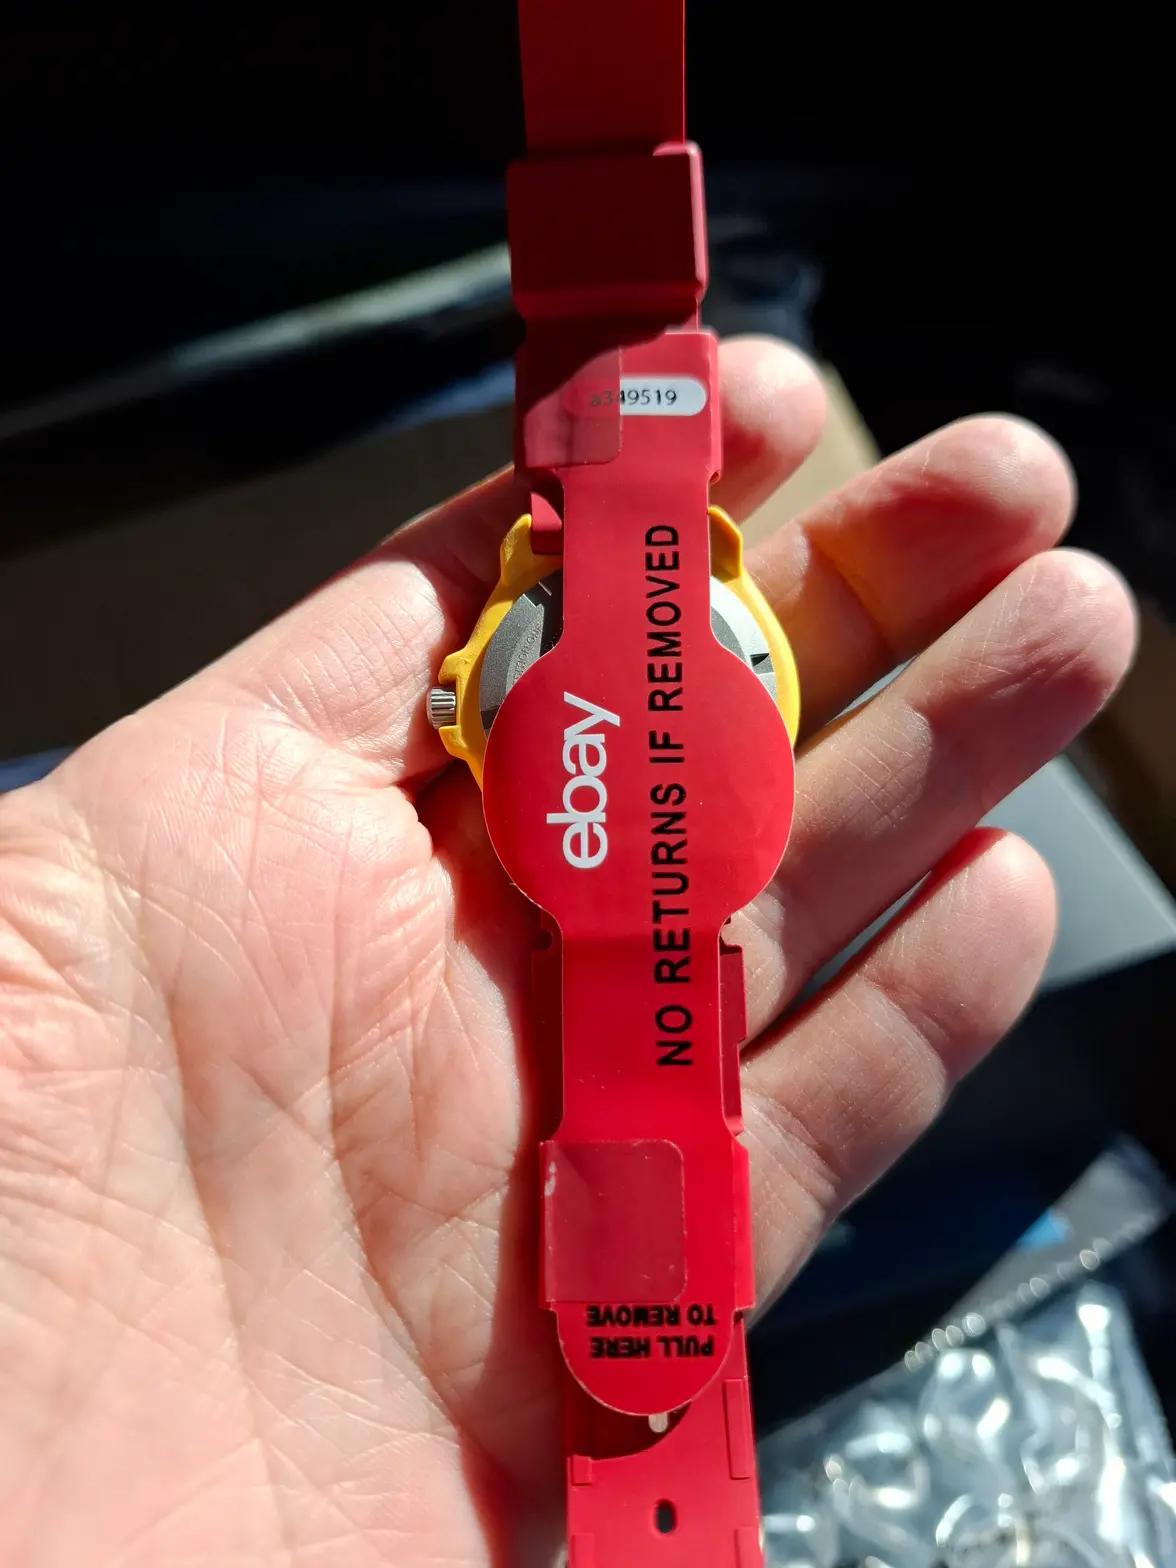 a349519
NO RETURNS IF REMOVED
ebay
PULL HERE
TO REMOVE